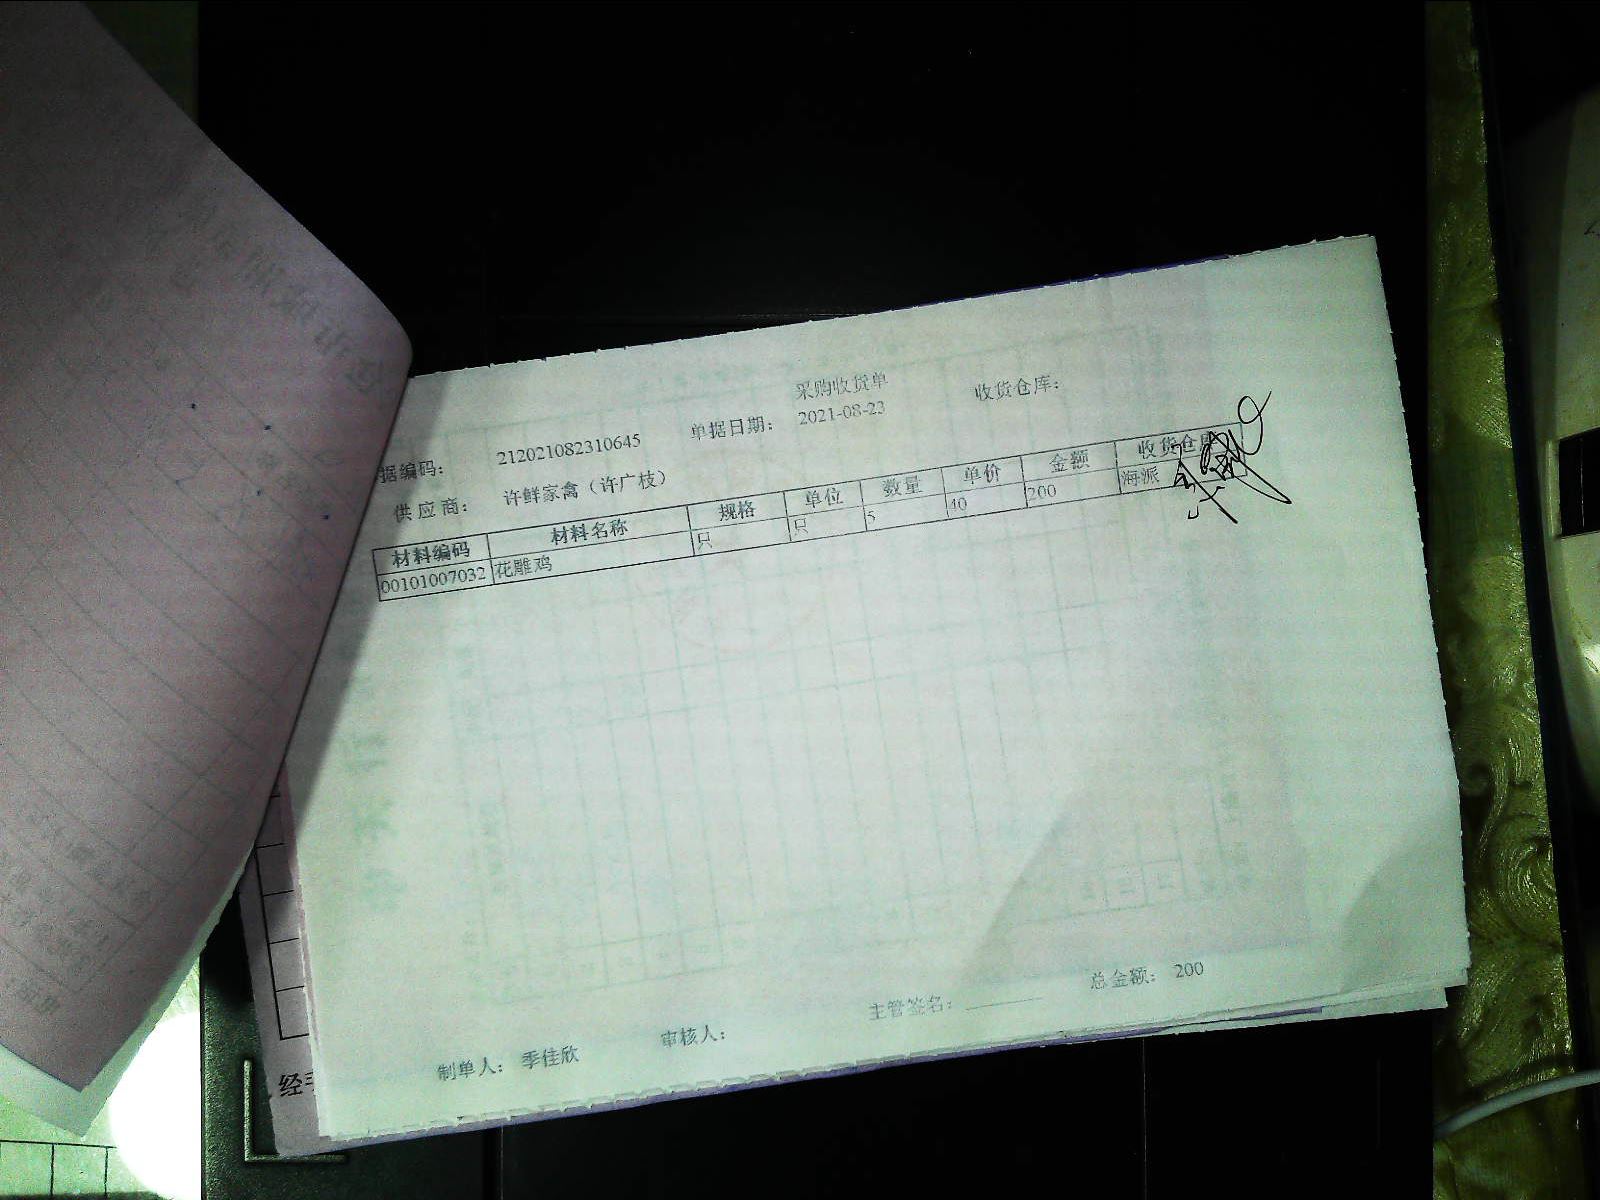 采购收货单
据编码： 212021082310645 单据日期： 2021-08-23 收货仓库：
供应商： 许鲜家禽（许广枝）
材料编码 材料名称 规格 单位 数量 单价 金额 收货仓库
00101007032 花雕鸡 只 只 5 40 200 海派
总金额： 200
制单人： 季佳欣 审核人： 主管签名：
经手